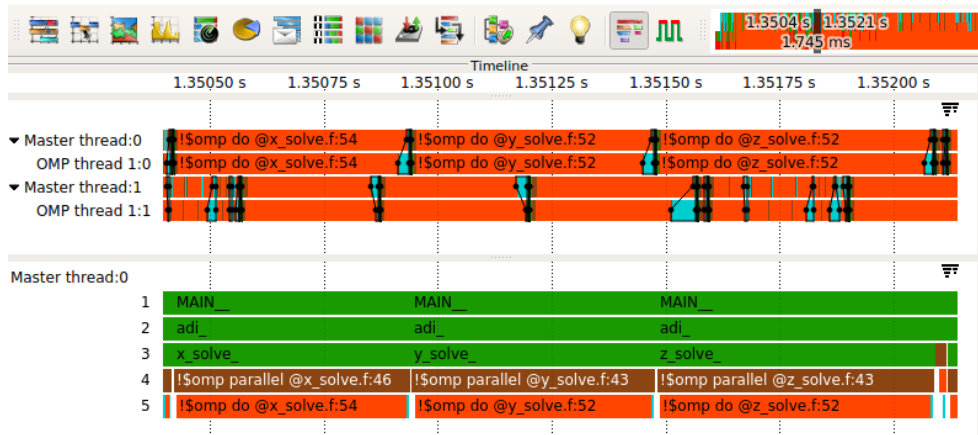 1.3504 s 1.3521 s
1.745 ms
Timeline
1.35050 s 1.35075 s 1.35100 s 1.35125 s 1.35150 s 1.35175 s 1.35200 s
Master thread:0 !$omp do @x_solve.f:54 !$omp do @y_solve.f:52 !$omp do @z_solve.f:52
OMP thread 1:0 !$omp do @x_solve.f:54 !$omp do @y_solve.f:52 !$omp do @z_solve.f:52
Master thread:1
OMP thread 1:1
Master thread:0
1 MAIN__ MAIN__ MAIN__
2 adi_ adi_ adi_
3 x_solve_ y_solve_ z_solve_
4 !$omp parallel @x_solve.f:46 !$omp parallel @y_solve.f:43 !$omp parallel @z_solve.f:43
5 !$omp do @x_solve.f:54 !$omp do @y_solve.f:52 !$omp do @z_solve.f:52